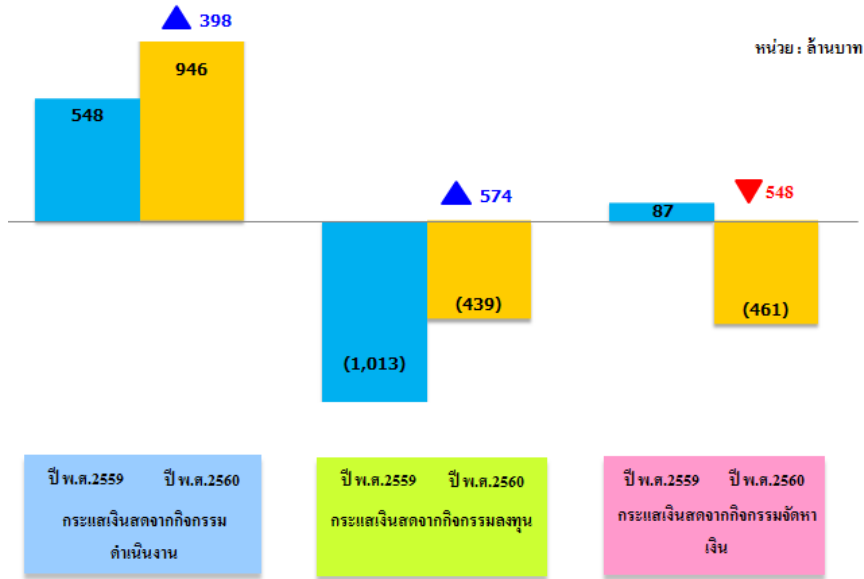 398
หน่วย : ล้านบาท
946
548
574
548
87
(439)
(461)
(1,013)
ปี พ.ศ.2559 ปี พ.ศ.2560
กระแสเงินสดจากกิจกรรม
ดำเนินงาน
ปี พ.ศ.2559 ปี พ.ศ.2560
กระแสเงินสดจากกิจกรรมลงทุน
ปี พ.ศ.2559 ปี พ.ศ.2560
กระแสเงินสดจากกิจกรรมจัดหา
เงิน